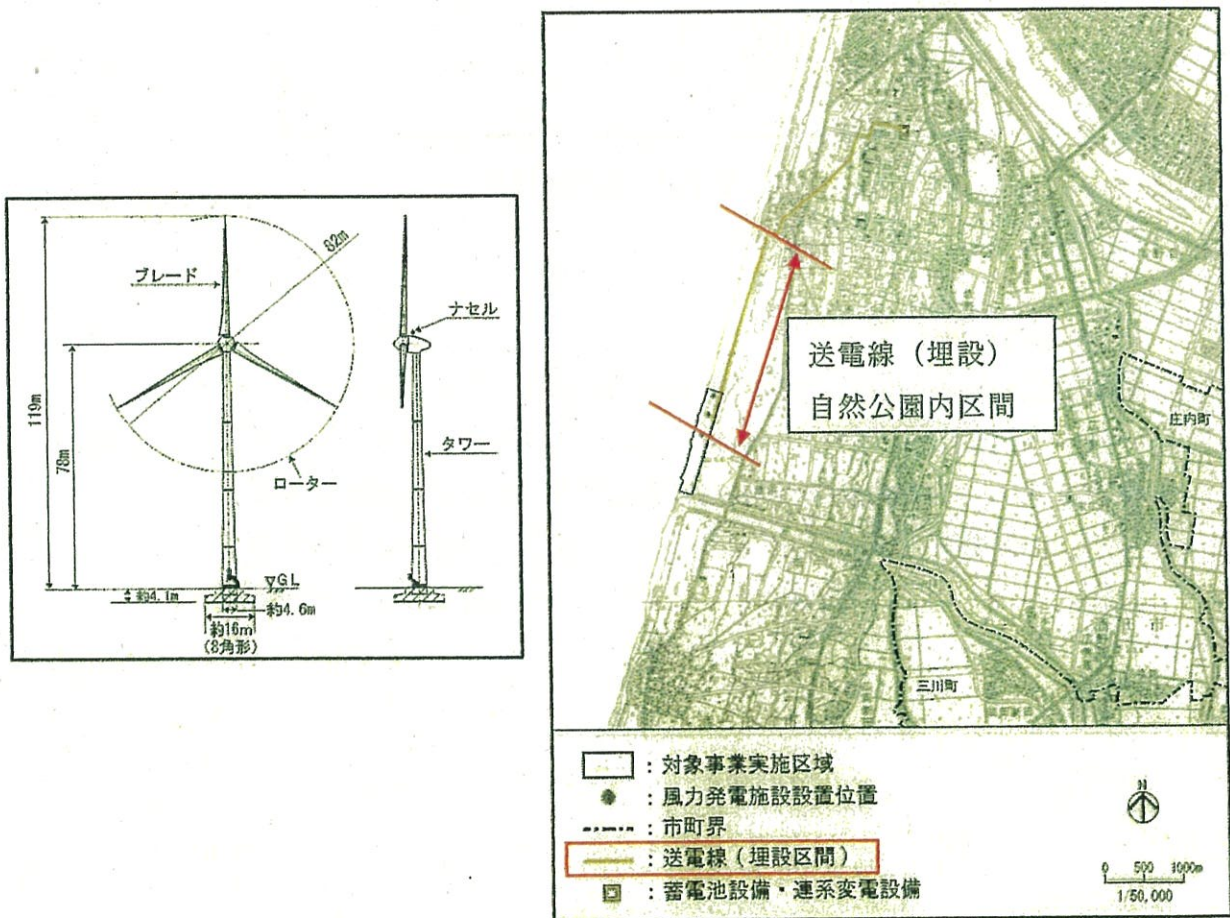 ブレード
82m
ナセル
119m
78m
タワー
ローター
▽GL
約4.1m
約4.6m
約16m
(8角形)
送電線（埋設）
自然公園内区間
庄内町
三川町
：対象事業実施区域
：風力発電施設設置位置
：市町界
：送電線（埋設区間）
：蓄電池設備・連系変電設備
N
0 500 1000m
1/50,000